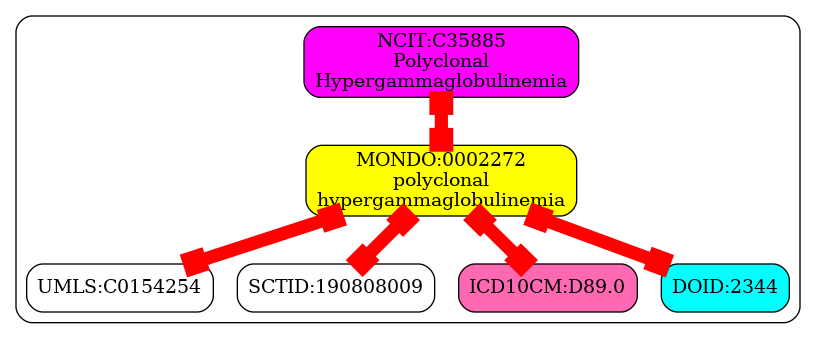 NCIT:C35885
Polyclonal
Hypergammaglobulinemia
MONDO:0002272
polyclonal
hypergammaglobulinemia
UMLS:C0154254
SCTID:190808009
ICD10CM:D89.0
DOID:2344